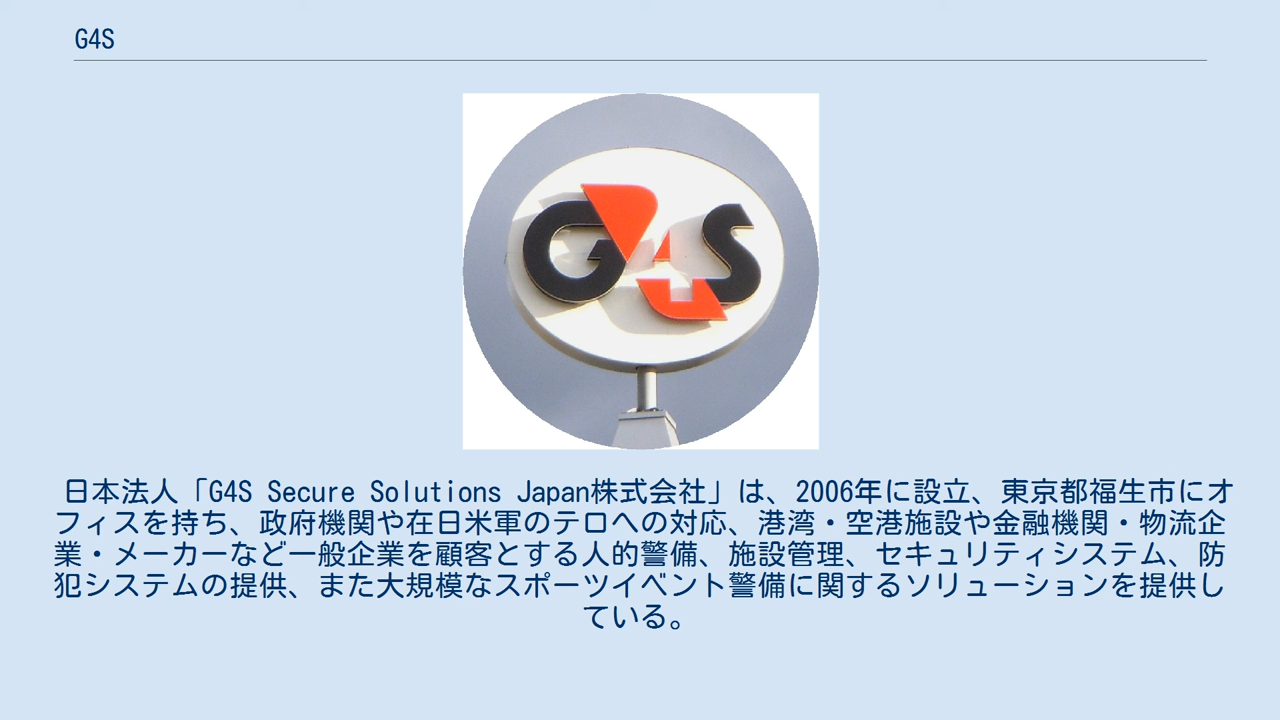 G4S
G4S
日本法人「G4S Secure Solutions Japan株式会社」は、2006年に設立、東京都福生市にオ
フィスを持ち、政府機関や在日米軍のテロへの対応、港湾・空港施設や金融機関・物流企
業・メーカーなど一般企業を顧客とする人的警備、施設管理、セキュリティシステム、防
犯システムの提供、また大規模なスポーツイベント警備に関するソリューションを提供し
ている。